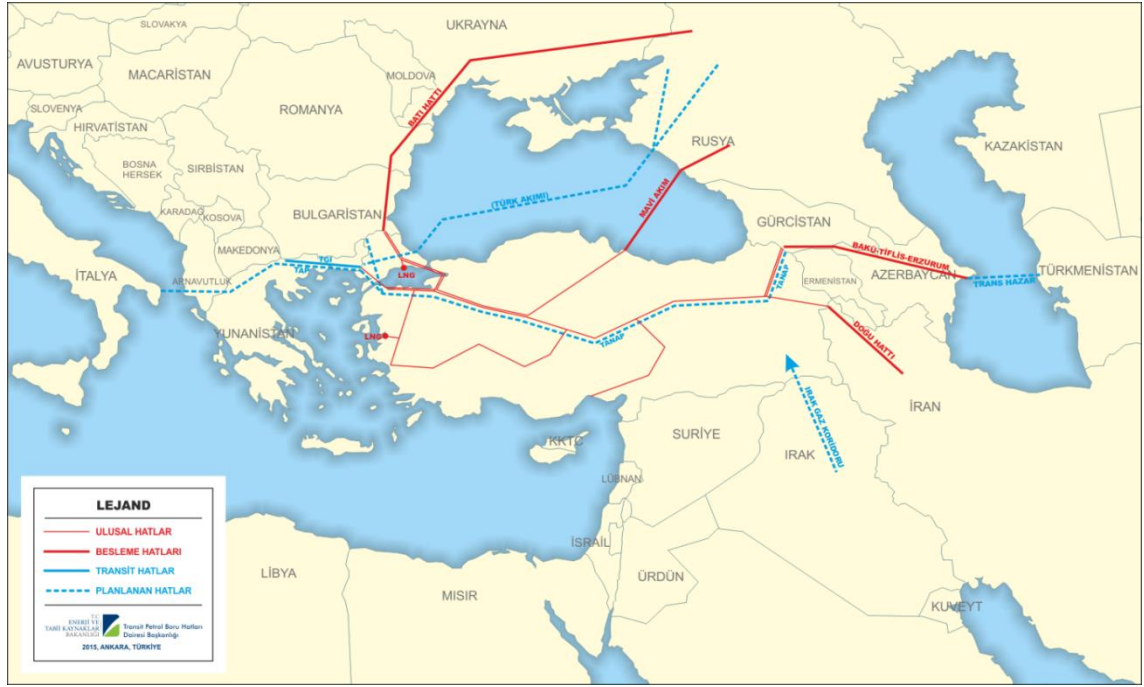 SLOVAKYA
UKRAYNA
AVUSTURYA
MACARİSTAN
MOLDOVA
SLOVENYA
HIRVATİSTAN
ROMANYA
BATI HATTI
RUSYA
KAZAKİSTAN
BOSNA
HERSEK
SIRBİSTAN
(TÜRK AKIMI)
MAVİ AKIM
KARADAĞ
KOSOVA
BULGARİSTAN
GÜRCİSTAN
MAKEDONYA
BAKÜ-TİFLİS-ERZURUM
İTALYA
ARNAVUTLUK
TGI
TAP
LNG
TANAP
ERMENİSTAN
AZERBAYCAN
TRANS HAZAR
TÜRKMENİSTAN
YUNANİSTAN
LNG
TANAP
DOĞU HATTI
IRAK GAZ KORİDORU
İRAN
KKTC
SURİYE
IRAK
LÜBNAN
İSRAİL
ÜRDÜN
LİBYA
MISIR
KUVEYT
LEJAND
ULUSAL HATLAR
BESLEME HATLARI
TRANSİT HATLAR
PLANLANAN HATLAR
T.C.
ENERJİ VE
TABİİ KAYNAKLAR
BAKANLIĞI
Transit Petrol Boru Hatları
Dairesi Başkanlığı
2015, ANKARA, TÜRKİYE